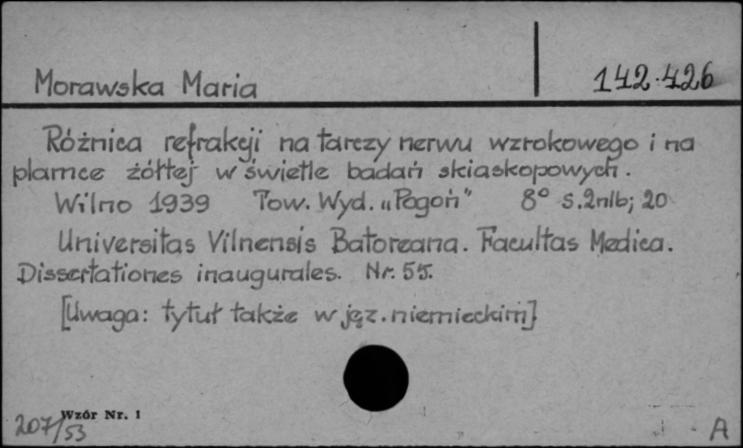 Morawska Maria
142.426
Różnica refrakcji na tarczy nerwu wzrokowego i na
plamce żółtej w świetle badań skiaskopowych.
Wilno 1939 Tow. Wyd. „Pogoń” 8° S. 2nlb; 20
Universitas Vilnensis Batoreana. Facultas Medica.
Dissertationes inaugurales. Nr. 55.
[Uwaga: tytuł także w jęz. niemieckim]
Wzór Nr. 1
207/53
A